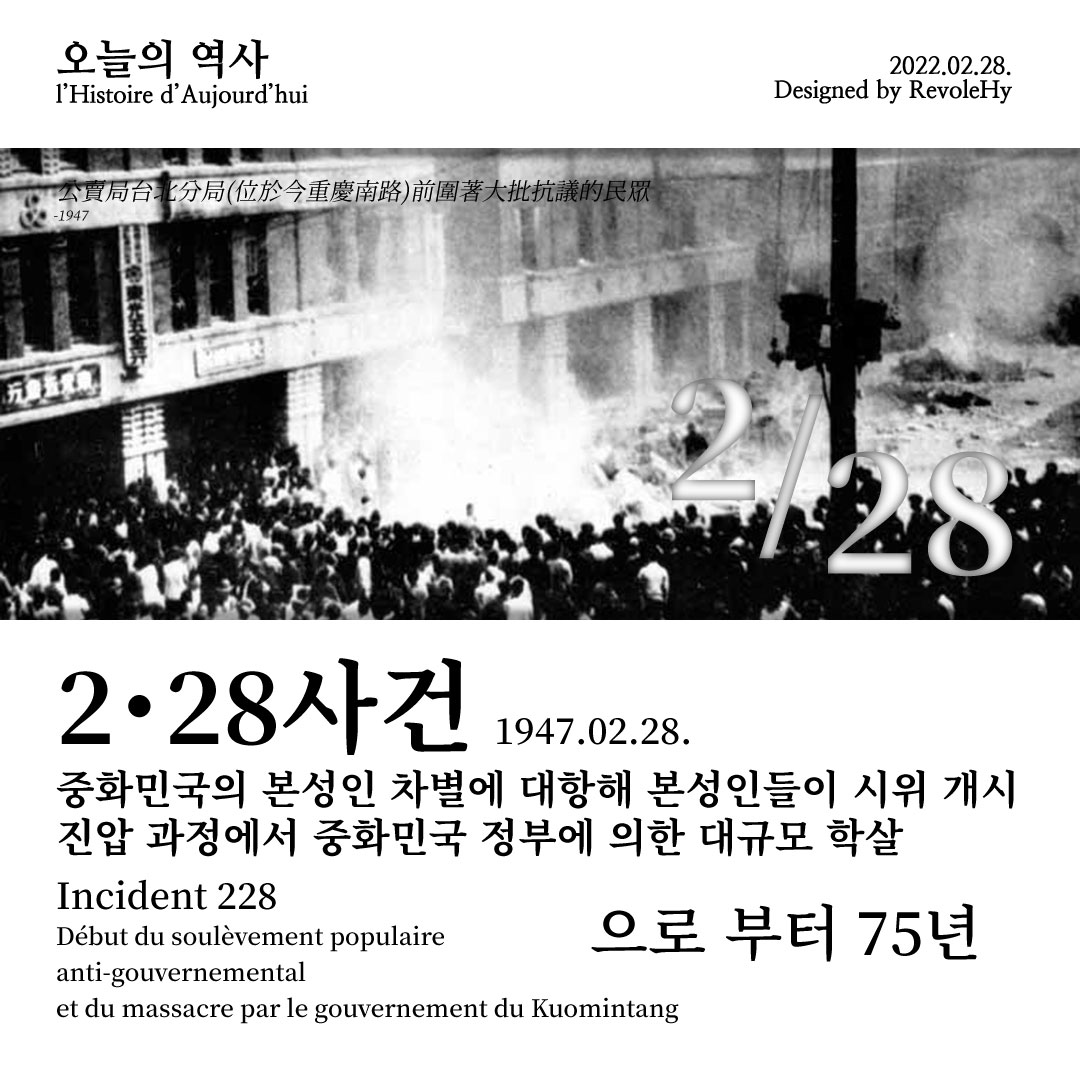 오늘의 역사
l’Histoire d’Aujourd’hui
2022.02.28.
Designed by RevoleHy
公賣局台北分局(位於今重慶南路)前圍著大批抗議的民眾
-1947
2/28
2·28사건 1947.02.28.
중화민국의 본성인 차별에 대항해 본성인들이 시위 개시
진압 과정에서 중화민국 정부에 의한 대규모 학살
Incident 228
Début du soulèvement populaire
anti-gouvernemental
et du massacre par le gouvernement du Kuomintang
으로 부터 75년